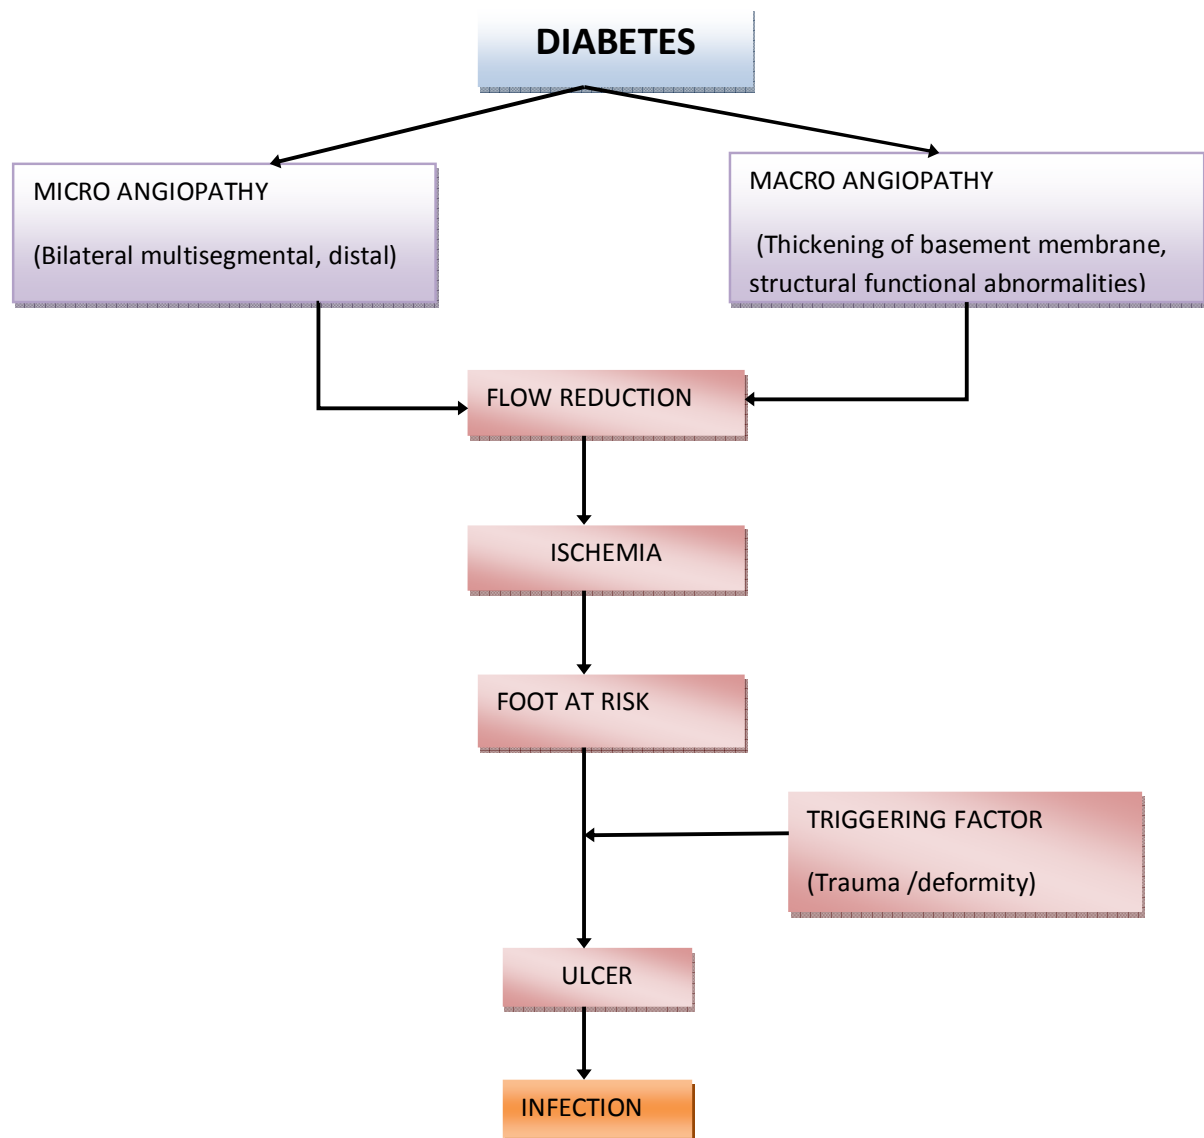 DIABETES
MICRO ANGIOPATHY
(Bilateral multisegmental, distal)
MACRO ANGIOPATHY
(Thickening of basement membrane,
structural functional abnormalities)
FLOW REDUCTION
ISCHEMIA
FOOT AT RISK
TRIGGERING FACTOR
(Trauma /deformity)
ULCER
INFECTION